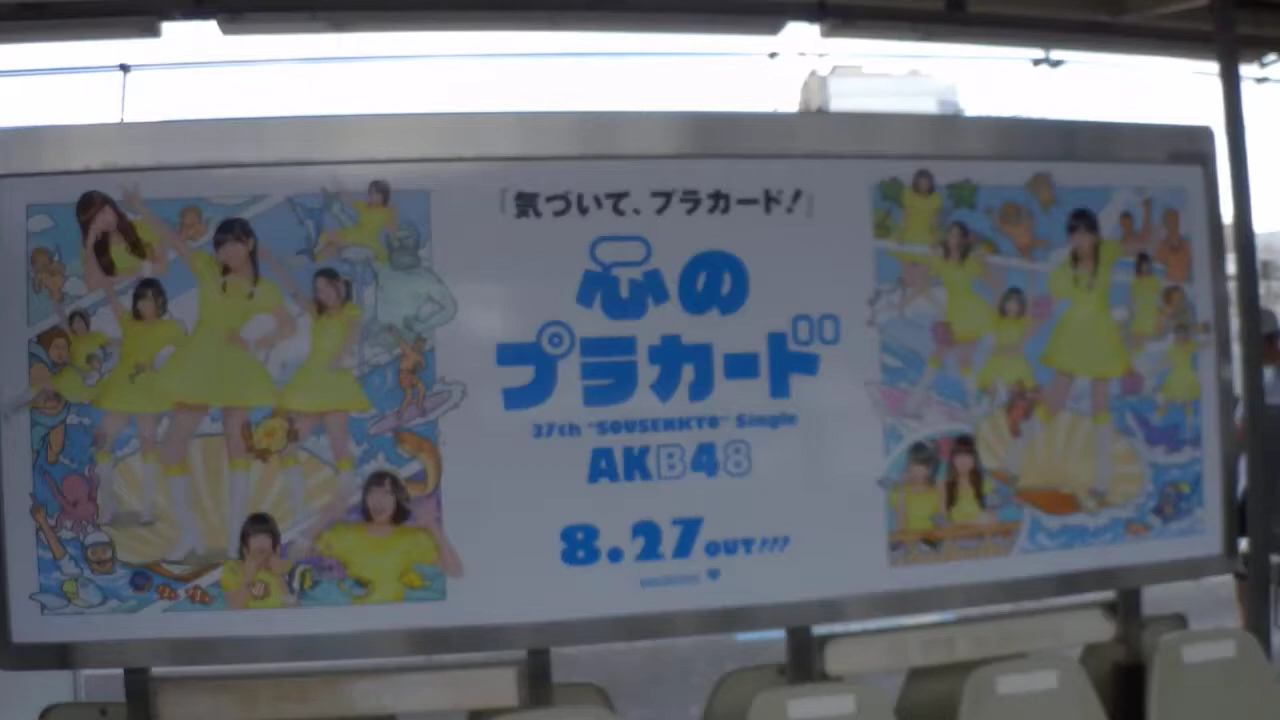 『気づいて、プラカード!』
心の
プラカード
37th "SOUSENKYO" Single
AKB48
8.27 OUT!!!